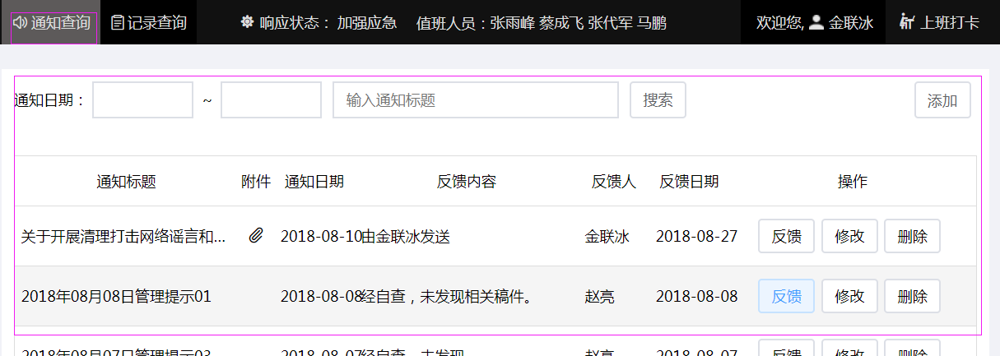 通知查询 记录查询 响应状态： 加强应急 值班人员：张雨峰 蔡成飞 张代军 马鹏 欢迎您, 金联冰 上班打卡
通知日期： ~ 输入通知标题 搜索 添加
通知标题 附件 通知日期 反馈内容 反馈人 反馈日期 操作
关于开展清理打击网络谣言和... 2018-08-10由金联冰发送 金联冰 2018-08-27 反馈 修改 删除
2018年08月08日管理提示01 2018-08-08经自查，未发现相关稿件。 赵亮 2018-08-08 反馈 修改 删除
2018年08月07日管理提示03 2018-08-07经自查，未发现 赵亮 2018-08-07 反馈 修改 删除